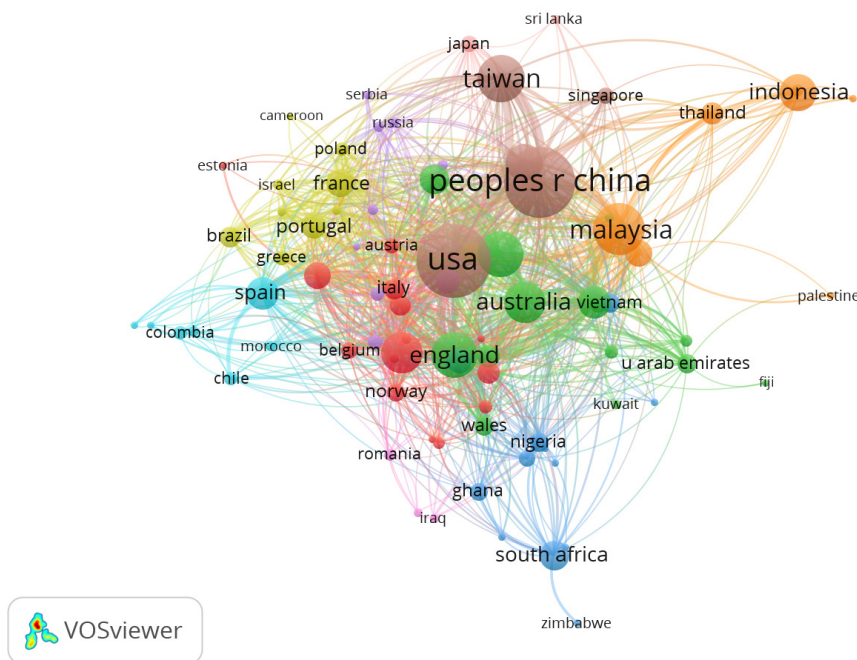 sri lanka
japan
taiwan
indonesia
serbia
singapore
thailand
cameroon
russia
poland
estonia
israel
france
peoples r china
portugal
brazil
malaysia
austria
greece
usa
italy
spain
australia
vietnam
palestine
colombia
morocco
belgium
england
u arab emirates
chile
norway
fiji
kuwait
wales
nigeria
romania
ghana
iraq
south africa
zimbabwe
VOSviewer